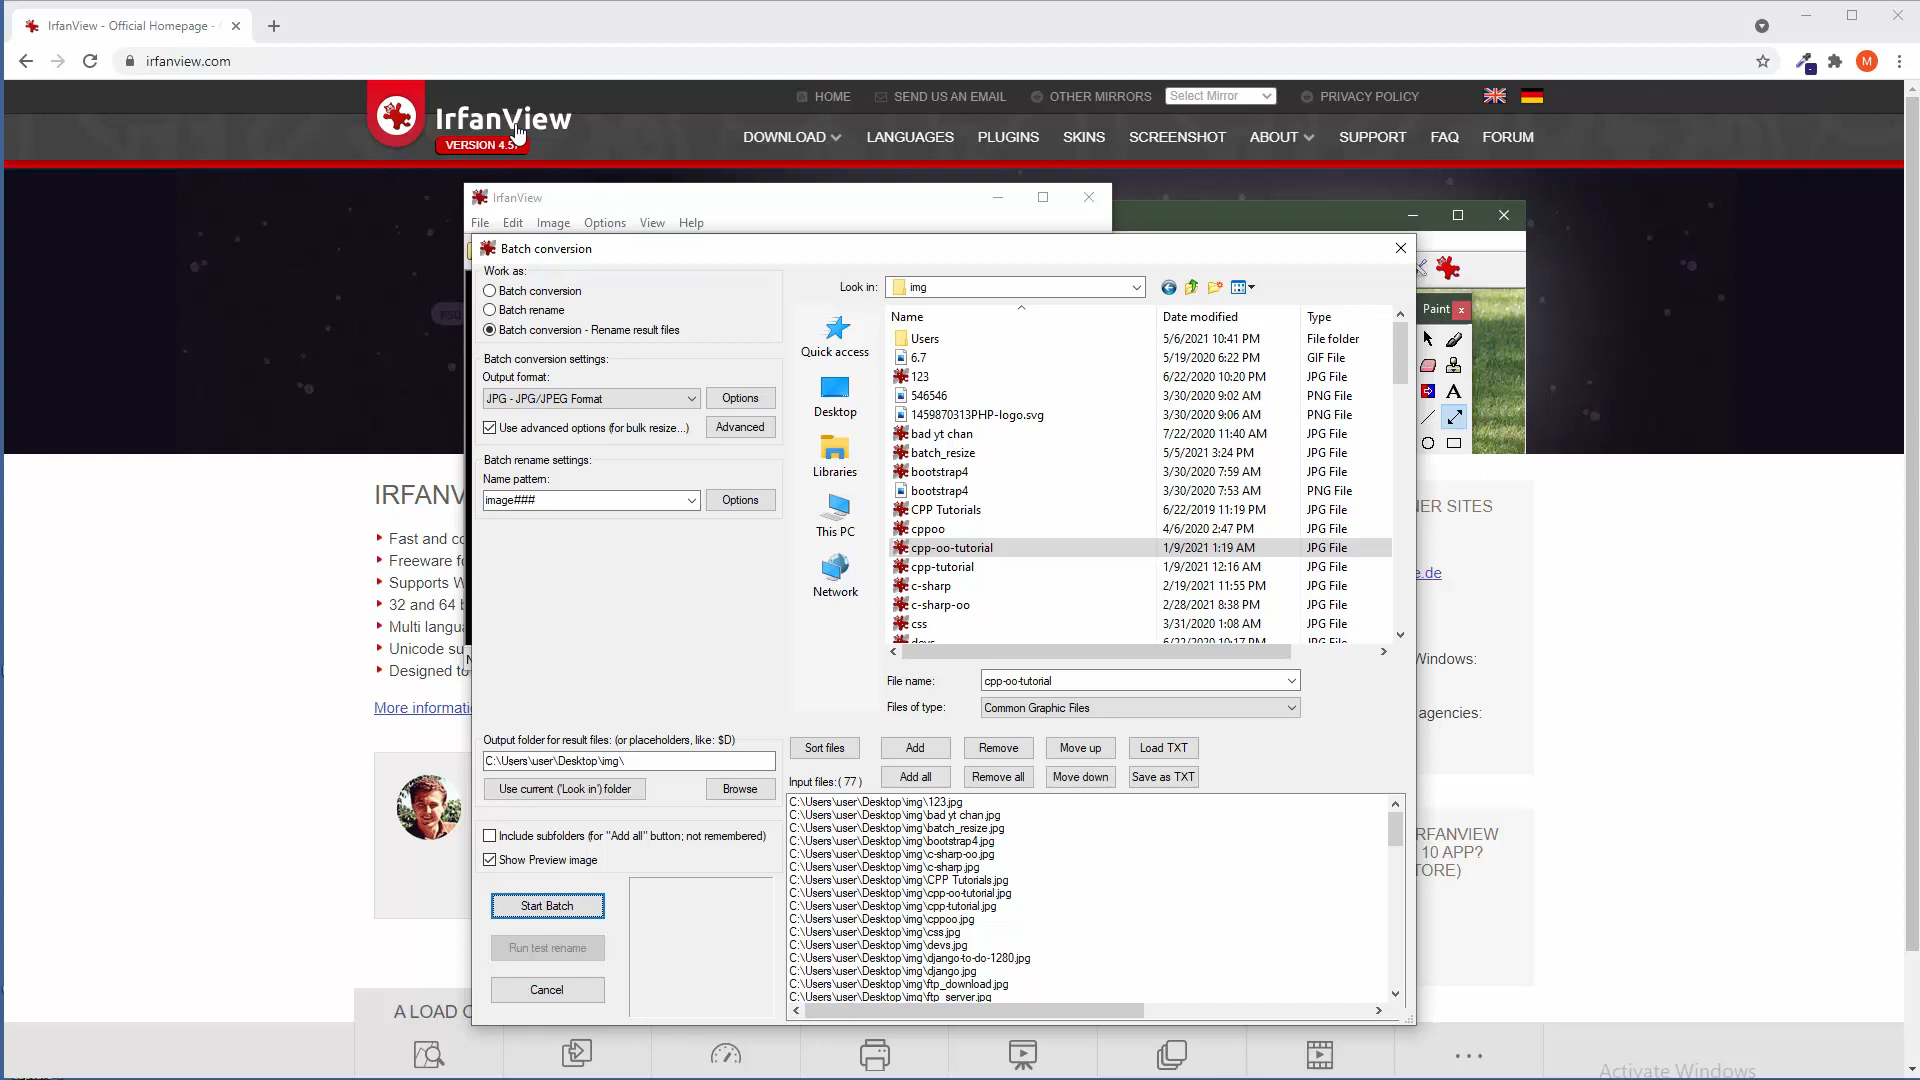 IrfanView - Official Homepage -
irfanview.com
M
HOME
SEND US AN EMAIL
OTHER MIRRORS
Select Mirror
PRIVACY POLICY
IrfanView
VERSION 4.5
DOWNLOAD
LANGUAGES
PLUGINS
SKINS
SCREENSHOT
ABOUT
SUPPORT
FAQ
FORUM
IrfanView
File
Edit
Image
Options
View
Help
Batch conversion
Work as:
Batch conversion
Batch rename
Batch conversion - Rename result files
Batch conversion settings:
Output format:
JPG - JPG/JPEG Format
Options
Use advanced options (for bulk resize...)
Advanced
Batch rename settings:
Name pattern:
image###
Options
Look in:
img
Quick access
Desktop
Libraries
This PC
Network
Name Date modified Type
Users 5/6/2021 10:41 PM File folder
6.7 5/19/2020 6:22 PM GIF File
123 6/22/2020 10:20 PM JPG File
546546 3/30/2020 9:02 AM PNG File
1459870313PHP-logo.svg 3/30/2020 9:06 AM PNG File
bad yt chan 7/22/2020 11:40 AM JPG File
batch_resize 5/5/2021 3:24 PM JPG File
bootstrap4 3/30/2020 7:59 AM JPG File
bootstrap4 3/30/2020 7:53 AM PNG File
CPP Tutorials 6/22/2019 11:19 PM JPG File
cppoo 4/6/2020 2:47 PM JPG File
cpp-oo-tutorial 1/9/2021 1:19 AM JPG File
cpp-tutorial 1/9/2021 12:16 AM JPG File
c-sharp 2/19/2021 11:55 PM JPG File
c-sharp-oo 2/28/2021 8:38 PM JPG File
css 3/31/2020 1:08 AM JPG File
devs 6/22/2020 10:17 PM JPG File
File name:
cpp-oo-tutorial
Files of type:
Common Graphic Files
Output folder for result files: (or placeholders, like: $D)
C:\Users\user\Desktop\img\
Use current ('Look in') folder
Browse
Include subfolders (for "Add all" button; not remembered)
Show Preview image
Start Batch
Run test rename
Cancel
Sort files
Add
Remove
Move up
Load TXT
Input files: ( 77 )
Add all
Remove all
Move down
Save as TXT
C:\Users\user\Desktop\img\123.jpg
C:\Users\user\Desktop\img\bad yt chan.jpg
C:\Users\user\Desktop\img\batch_resize.jpg
C:\Users\user\Desktop\img\bootstrap4.jpg
C:\Users\user\Desktop\img\c-sharp-oo.jpg
C:\Users\user\Desktop\img\c-sharp.jpg
C:\Users\user\Desktop\img\CPP Tutorials.jpg
C:\Users\user\Desktop\img\cpp-oo-tutorial.jpg
C:\Users\user\Desktop\img\cpp-tutorial.jpg
C:\Users\user\Desktop\img\cppoo.jpg
C:\Users\user\Desktop\img\css.jpg
C:\Users\user\Desktop\img\devs.jpg
C:\Users\user\Desktop\img\django-to-do-1280.jpg
C:\Users\user\Desktop\img\django.jpg
C:\Users\user\Desktop\img\ftp_download.jpg
C:\Users\user\Desktop\img\ftp_server.jpg
Paint
A
IRFANV
Fast and co
Freeware f
Supports W
32 and 64 b
Multi langua
Unicode su
Designed to
More informati
A LOAD O
NER SITES
e.de
Windows:
agencies:
RFANVIEW
10 APP?
TORE)
Activate Windows